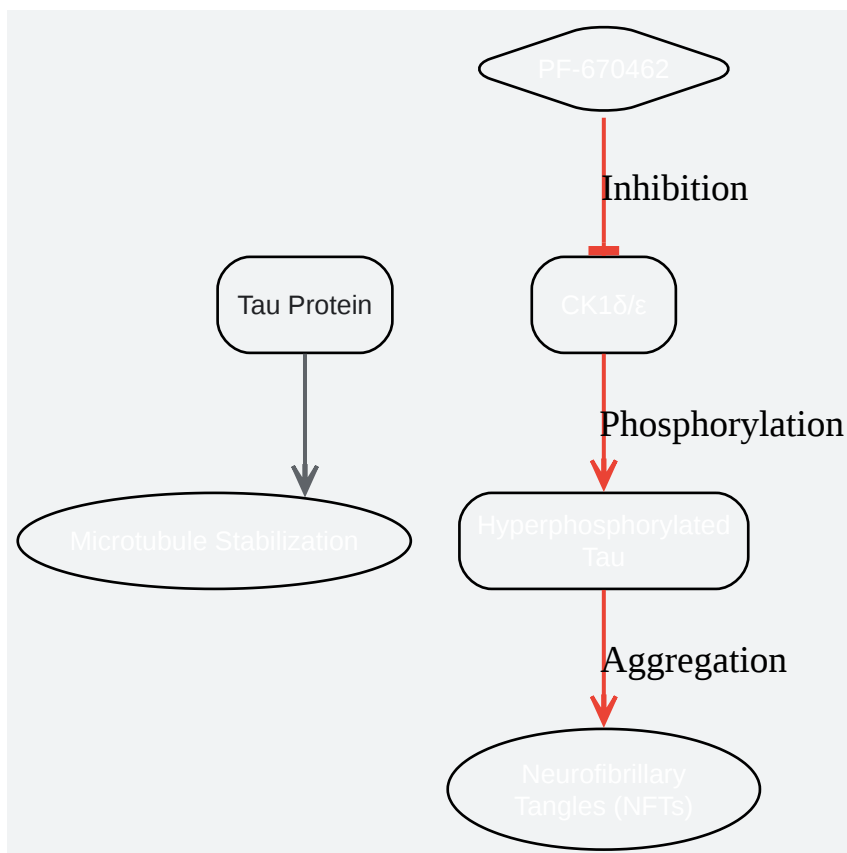 PF-670462
Inhibition
Tau Protein
CK1δ/ε
Phosphorylation
Microtubule Stabilization
Hyperphosphorylated
Tau
Aggregation
Neurofibrillary
Tangles (NFTs)